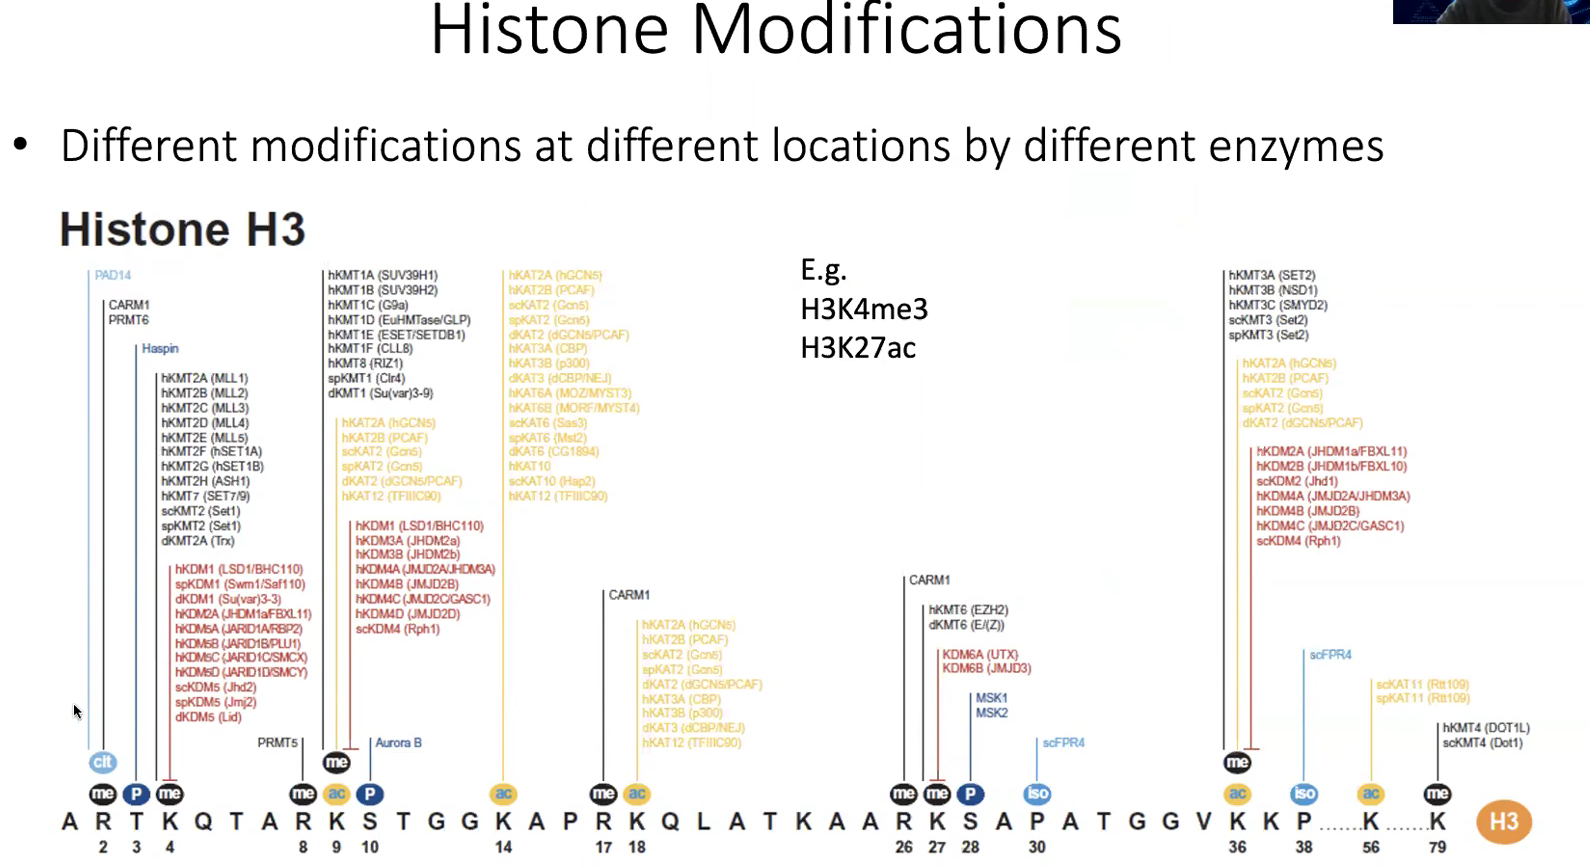 Histone Modifications
• Different modifications at different locations by different enzymes
Histone H3
PAD14
CARM1
PRMT6
Haspin
hKMT2A (MLL1)
hKMT2B (MLL2)
hKMT2C (MLL3)
hKMT2D (MLL4)
hKMT2E (MLL5)
hKMT2F (hSET1A)
hKMT2G (hSET1B)
hKMT2H (ASH1)
hKMT7 (SET7/9)
scKMT2 (Set1)
spKMT2 (Set1)
dKMT2A (Trx)
hKDM1 (LSD1/BHC110)
spKDM1 (Swm1/Saf110)
dKDM1 (Su(var)3-3)
hKDM2A (JHDM1a/FBXL11)
hKDM5A (JARID1A/RBP2)
hKDM5B (JARID1B/PLU1)
hKDM5C (JARID1C/SMCX)
hKDM5D (JARID1D/SMCY)
scKDM5 (Jhd2)
spKDM5 (Jmj2)
dKDM5 (Lid)
PRMT5
hKMT1A (SUV39H1)
hKMT1B (SUV39H2)
hKMT1C (G9a)
hKMT1D (EuHMTase/GLP)
hKMT1E (ESET/SETDB1)
hKMT1F (CLL8)
hKMT8 (RIZ1)
spKMT1 (Clr4)
dKMT1 (Su(var)3-9)
hKAT2A (hGCN5)
hKAT2B (PCAF)
scKAT2 (Gcn5)
spKAT2 (Gcn5)
dKAT2 (dGCN5/PCAF)
hKAT12 (TFIIIC90)
hKDM1 (LSD1/BHC110)
hKDM3A (JHDM2a)
hKDM3B (JHDM2b)
hKDM4A (JMJD2A/JHDM3A)
hKDM4B (JMJD2B)
hKDM4C (JMJD2C/GASC1)
hKDM4D (JMJD2D)
scKDM4 (Rph1)
Aurora B
hKAT2A (hGCN5)
hKAT2B (PCAF)
scKAT2 (Gcn5)
spKAT2 (Gcn5)
dKAT2 (dGCN5/PCAF)
hKAT3A (CBP)
hKAT3B (p300)
dKAT3 (dCBP/NEJ)
hKAT6A (MOZ/MYST3)
hKAT6B (MORF/MYST4)
scKAT6 (Sas3)
spKAT6 (Mst2)
dKAT6 (CG1894)
hKAT10
scKAT10 (Hap2)
hKAT12 (TFIIIC90)
CARM1
hKAT2A (hGCN5)
hKAT2B (PCAF)
scKAT2 (Gcn5)
spKAT2 (Gcn5)
dKAT2 (dGCN5/PCAF)
hKAT3A (CBP)
hKAT3B (p300)
dKAT3 (dCBP/NEJ)
hKAT12 (TFIIIC90)
E.g.
H3K4me3
H3K27ac
CARM1
hKMT6 (EZH2)
dKMT6 (E/(Z))
KDM6A (UTX)
KDM6B (JMJD3)
MSK1
MSK2
scFPR4
hKMT3A (SET2)
hKMT3B (NSD1)
hKMT3C (SMYD2)
scKMT3 (Set2)
spKMT3 (Set2)
hKAT2A (hGCN5)
hKAT2B (PCAF)
scKAT2 (Gcn5)
spKAT2 (Gcn5)
dKAT2 (dGCN5/PCAF)
hKDM2A (JHDM1a/FBXL11)
hKDM2B (JHDM1b/FBXL10)
scKDM2 (Jhd1)
hKDM4A (JMJD2A/JHDM3A)
hKDM4B (JMJD2B)
hKDM4C (JMJD2C/GASC1)
scKDM4 (Rph1)
scFPR4
scKAT11 (Rtt109)
spKAT11 (Rtt109)
hKMT4 (DOT1L)
scKMT4 (Dot1)
cit me me
me P me me ac P ac me ac me me P iso ac iso ac me
A R T K Q T A R K S T G G K A P R K Q L A T K A A R K S A P A T G G V K K P ...... K ...... K H3
2 3 4 8 9 10 14 17 18 26 27 28 30 36 38 56 79